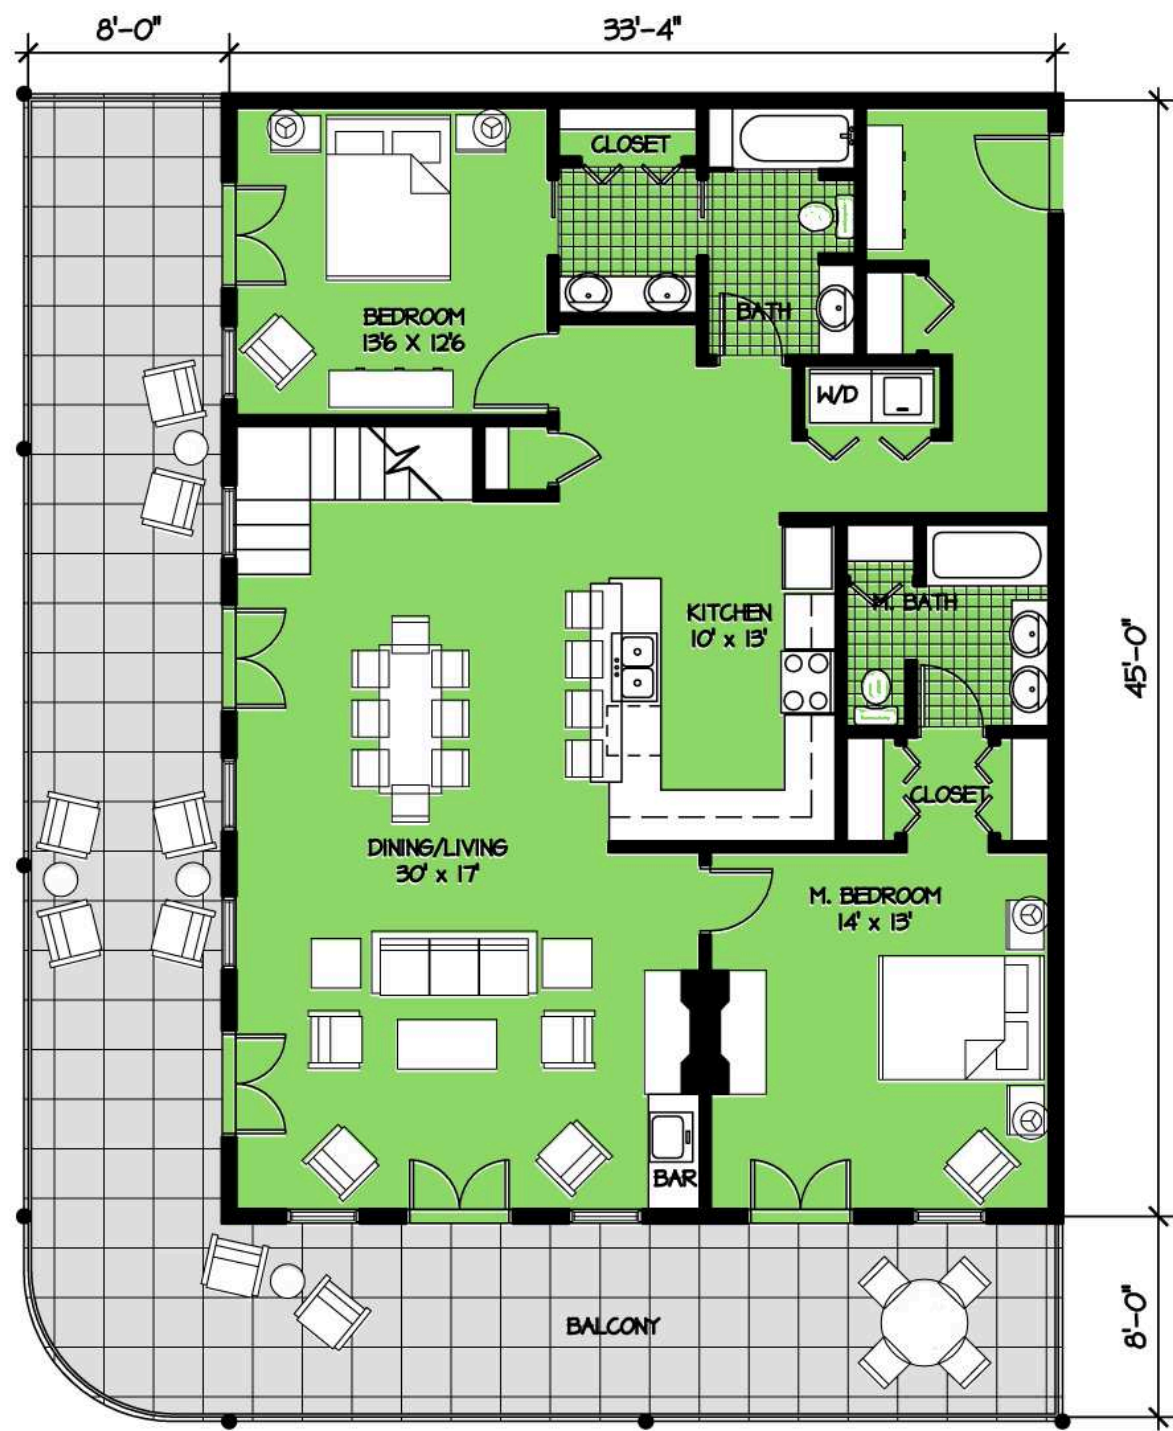 8'-0"
33'-4"
CLOSET
BEDROOM
13'6 X 12'6
BATH
W/D
KITCHEN
10' x 13'
M. BATH
45'-0"
CLOSET
DINING/LIVING
30' x 17'
M. BEDROOM
14' x 13'
BAR
BALCONY
8'-0"